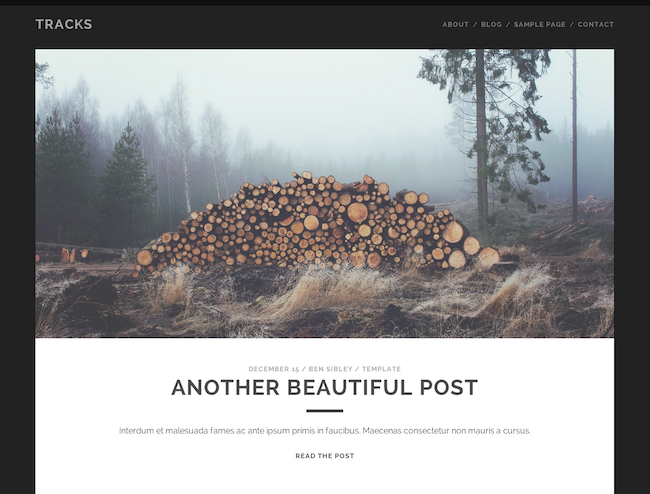 TRACKS
ABOUT / BLOG / SAMPLE PAGE / CONTACT
DECEMBER 15 / BEN SIBLEY / TEMPLATE
ANOTHER BEAUTIFUL POST
Interdum et malesuada fames ac ante ipsum primis in faucibus. Maecenas consectetur non mauris a cursus.
READ THE POST